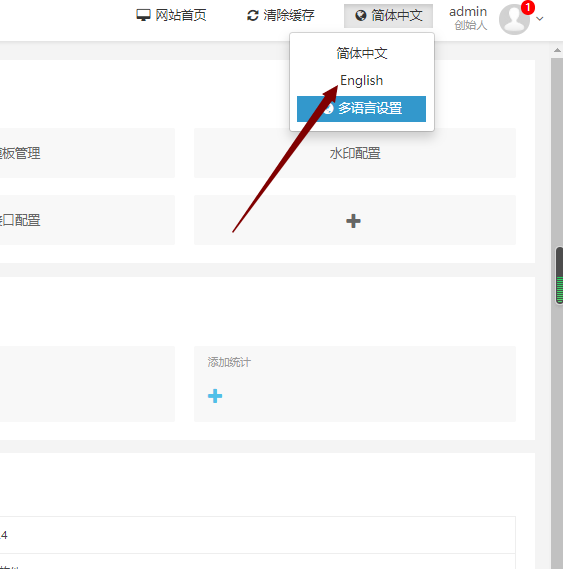 网站首页
清除缓存
简体中文
admin
创始人
1
简体中文
English
多语言设置
板管理
水印配置
口配置
添加统计
4